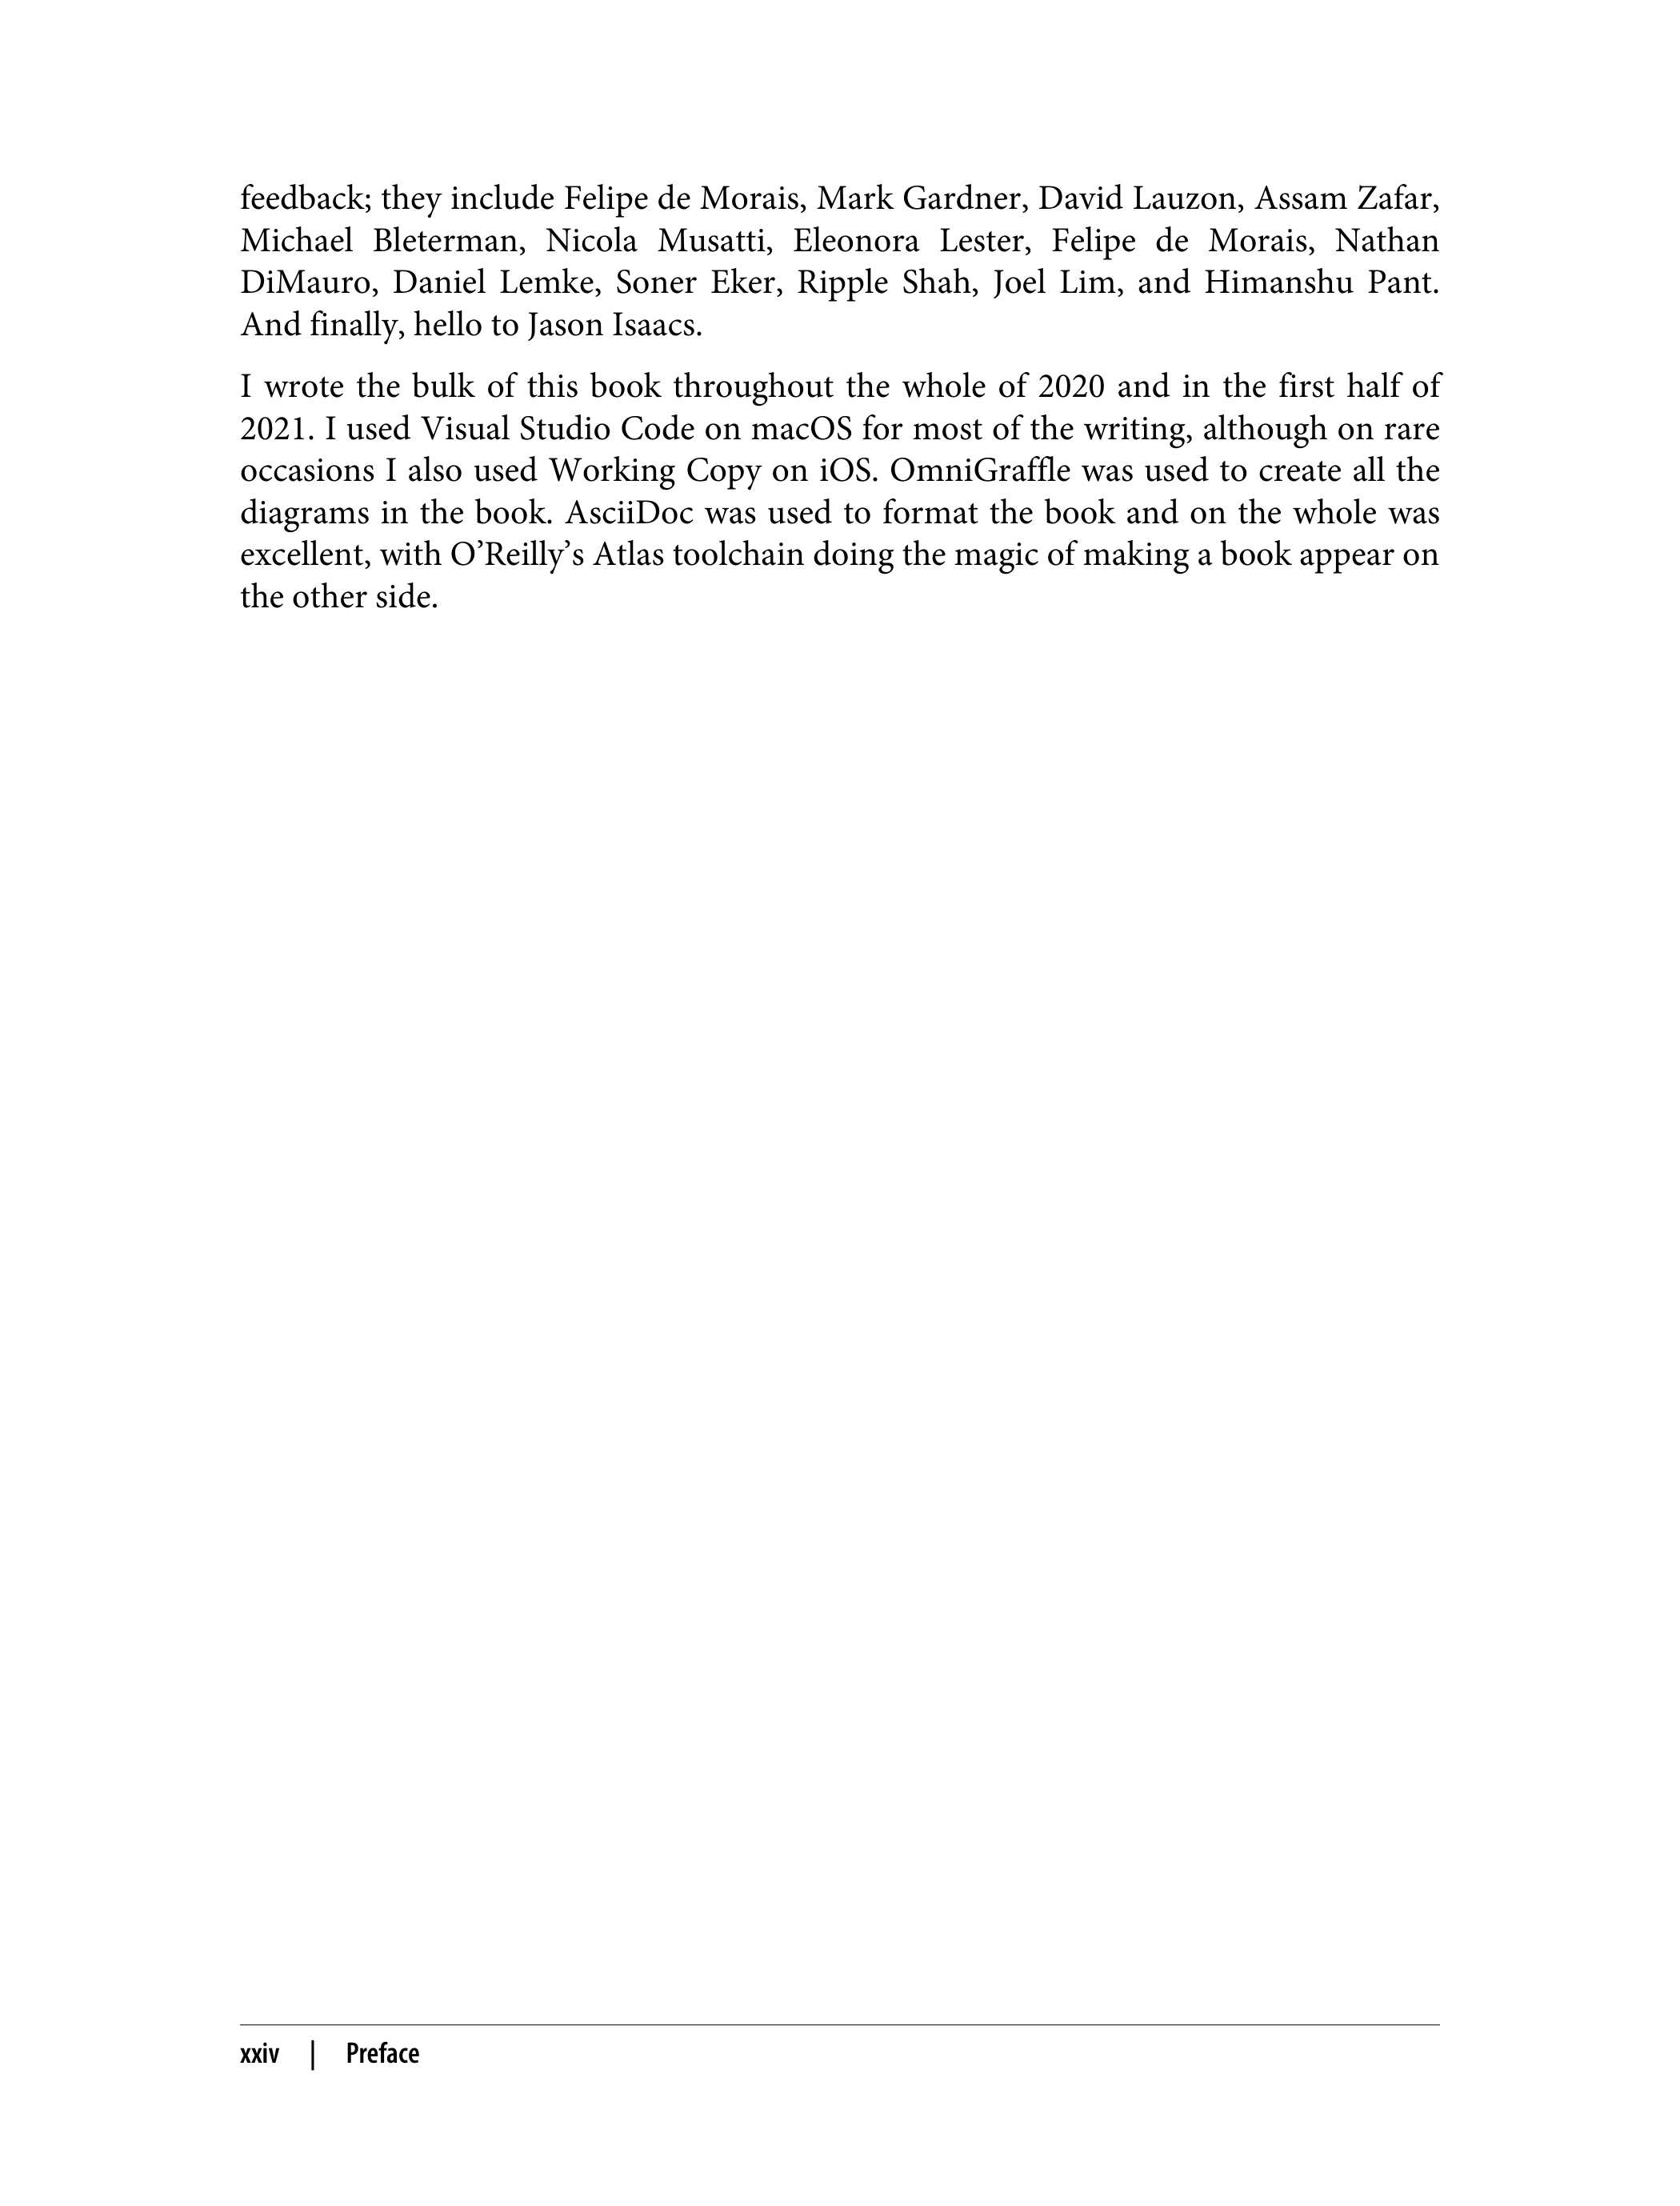 feedback; they include Felipe de Morais, Mark Gardner, David Lauzon, Assam Zafar,
Michael Bleterman, Nicola Musatti, Eleonora Lester, Felipe de Morais, Nathan
DiMauro, Daniel Lemke, Soner Eker, Ripple Shah, Joel Lim, and Himanshu Pant.
And finally, hello to Jason Isaacs.
I wrote the bulk of this book throughout the whole of 2020 and in the first half of
2021. I used Visual Studio Code on macOS for most of the writing, although on rare
occasions I also used Working Copy on iOS. OmniGraffle was used to create all the
diagrams in the book. AsciiDoc was used to format the book and on the whole was
excellent, with O’Reilly’s Atlas toolchain doing the magic of making a book appear on
the other side.
xxiv | Preface